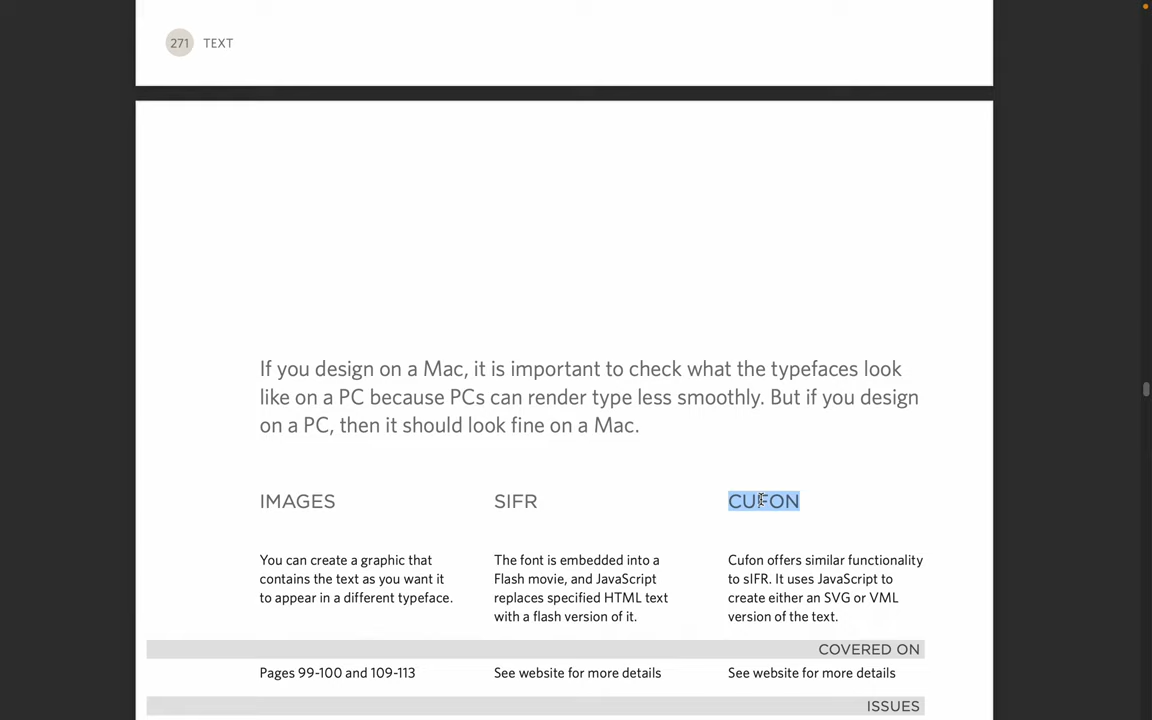 271 TEXT
If you design on a Mac, it is important to check what the typefaces look
like on a PC because PCs can render type less smoothly. But if you design
on a PC, then it should look fine on a Mac.
IMAGES
You can create a graphic that
contains the text as you want it
to appear in a different typeface.
SIFR
The font is embedded into a
Flash movie, and JavaScript
replaces specified HTML text
with a flash version of it.
CUFON
Cufon offers similar functionality
to sIFR. It uses JavaScript to
create either an SVG or VML
version of the text.
COVERED ON
Pages 99-100 and 109-113
See website for more details
See website for more details
ISSUES